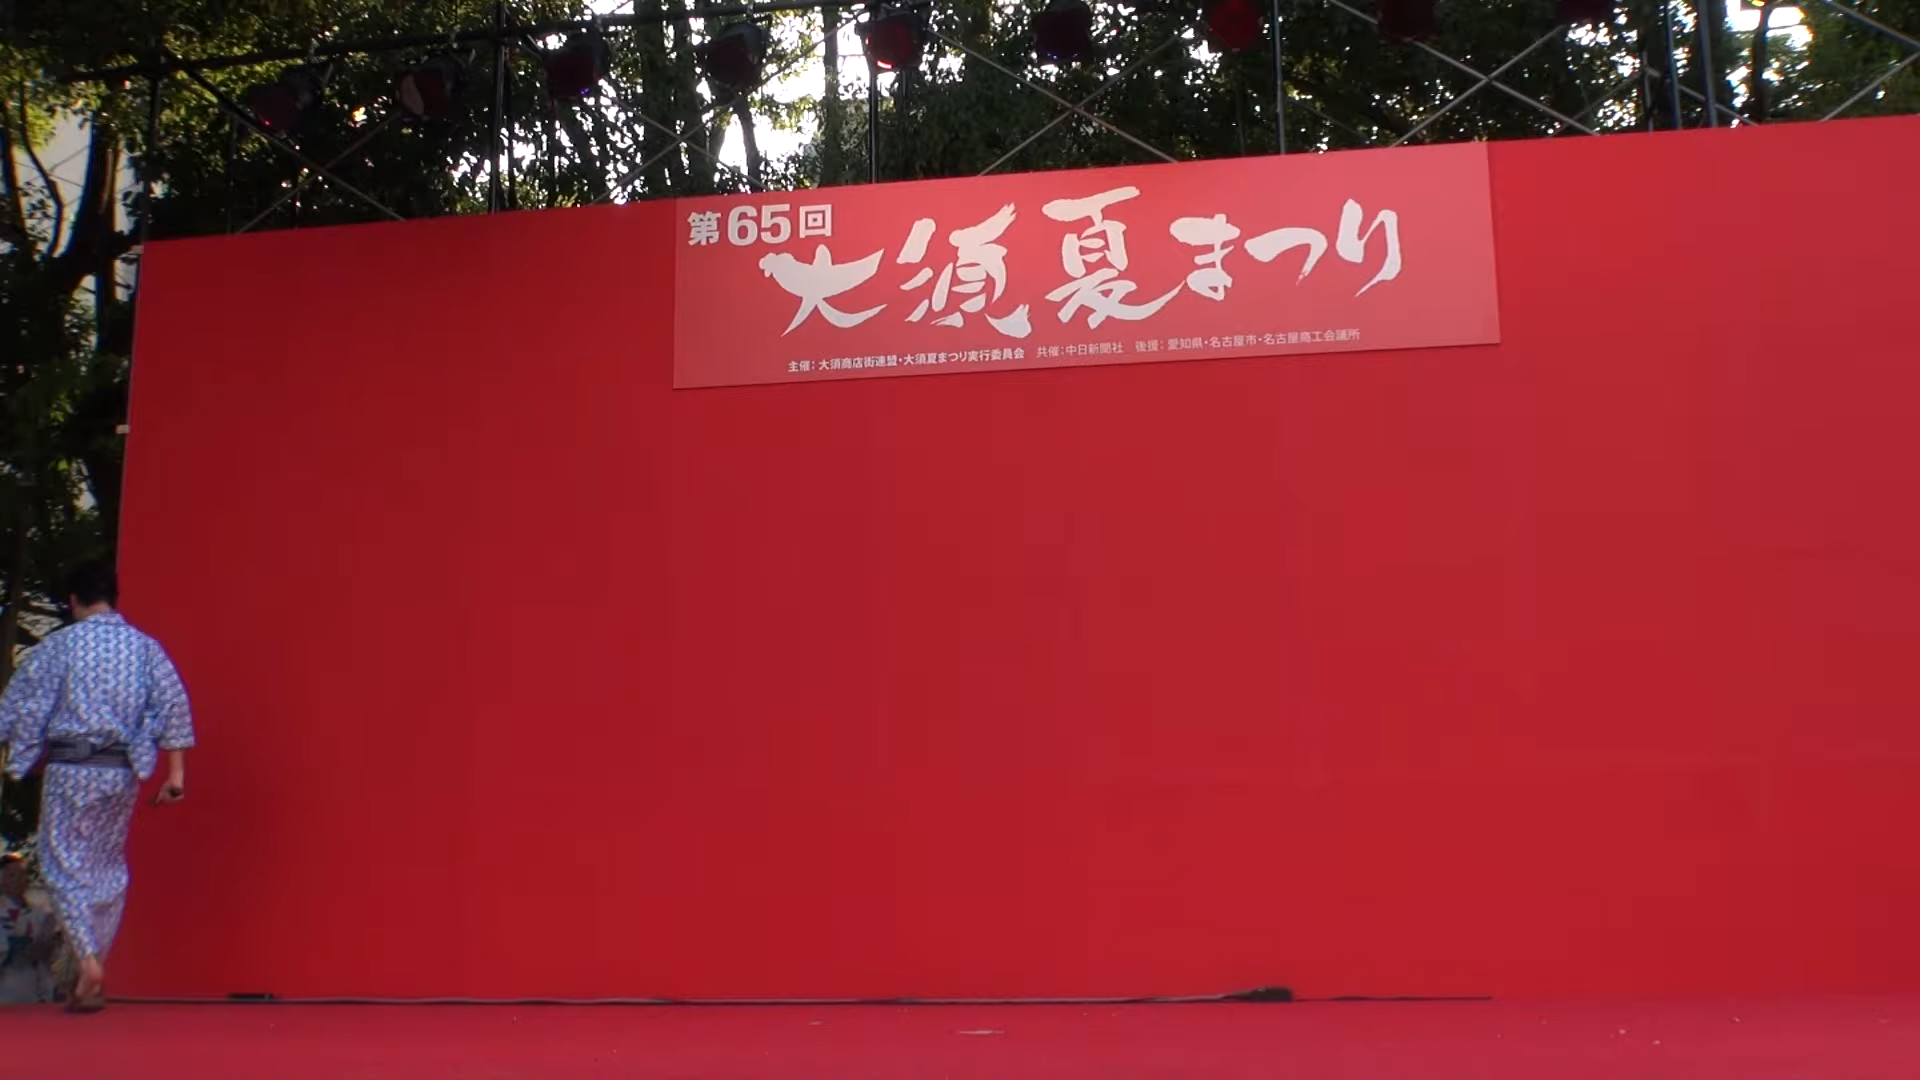 第65回
大須夏まつり
主催：大須商店街連盟・大須夏まつり実行委員会　共催：中日新聞社　後援：愛知県・名古屋市・名古屋商工会議所